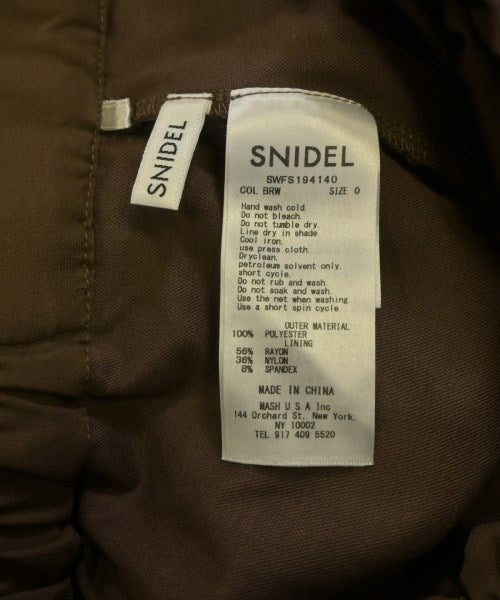 SNIDEL
SNIDEL
SWFS194140
COL BRW SIZE 0
Hand wash cold.
Do not bleach.
Do not tumble dry.
Line dry in shade.
Cool iron.
use press cloth.
Dryclean.
petroleum solvent only.
short cycle.
Do not rub and wash
Do not soak and wash
Use the net when washing
Use a short spin cycle
OUTER MATERIAL
100% POLYESTER
LINING
56% RAYON
36% NYLON
8% SPANDEX
MADE IN CHINA
MASH U.S.A Inc
144 Orchard St. New York.
NY 10002
TEL 917 409 5520